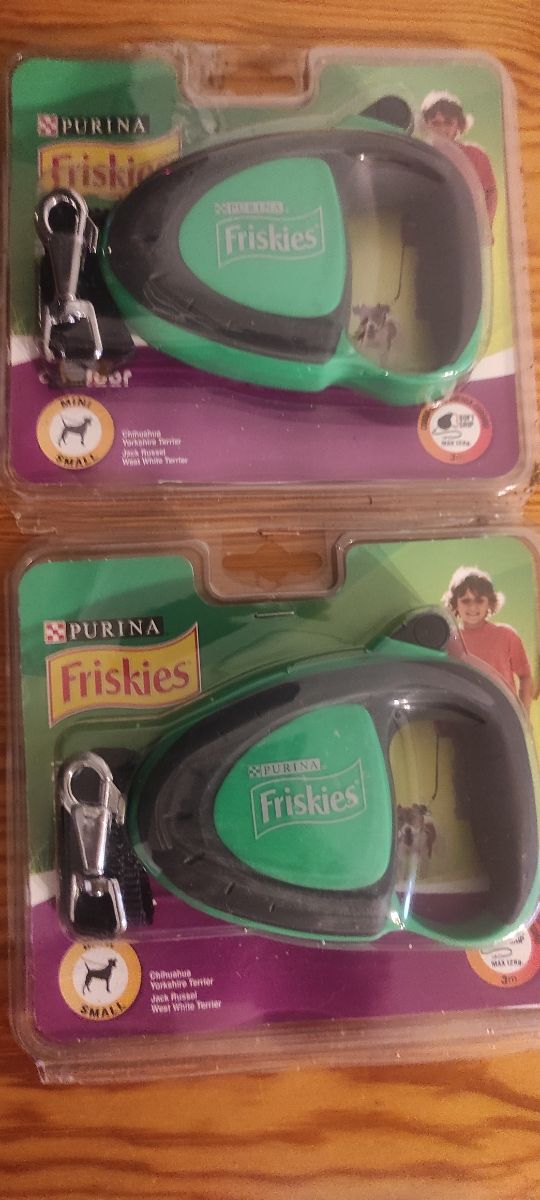 PURINA
Friskies
PURINA
Friskies
MINI
SMALL
Chihuahua
Yorkshire Terrier
Jack Russel
West White Terrier
SOFT
GRIP
MAX 12kg
3m
PURINA
Friskies
PURINA
Friskies
SMALL
Chihuahua
Yorkshire Terrier
Jack Russel
West White Terrier
MAX 12kg
3m